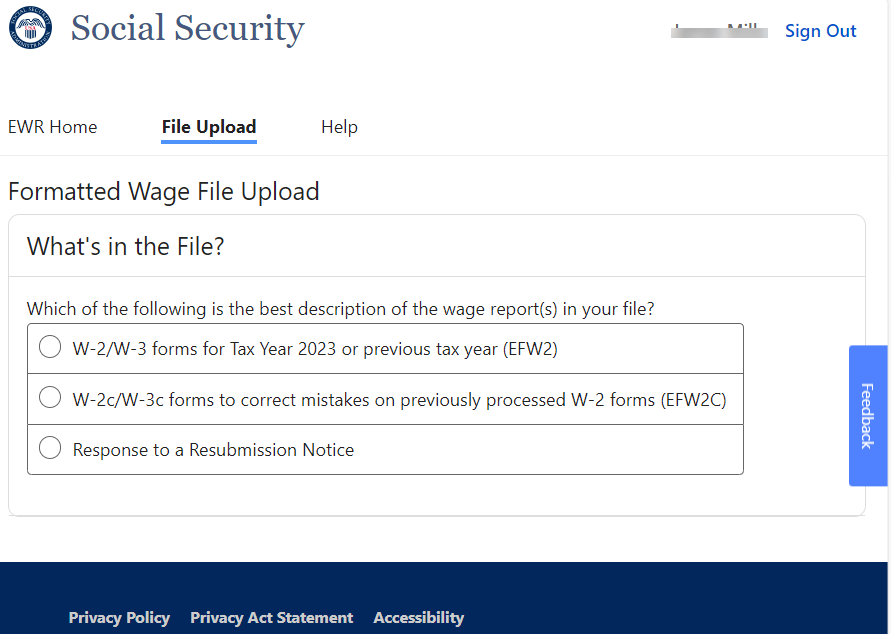 Social Security
Sign Out
EWR Home
File Upload
Help
Formatted Wage File Upload
What's in the File?
Which of the following is the best description of the wage report(s) in your file?
W-2/W-3 forms for Tax Year 2023 or previous tax year (EFW2)
W-2c/W-3c forms to correct mistakes on previously processed W-2 forms (EFW2C)
Response to a Resubmission Notice
Feedback
Privacy Policy
Privacy Act Statement
Accessibility